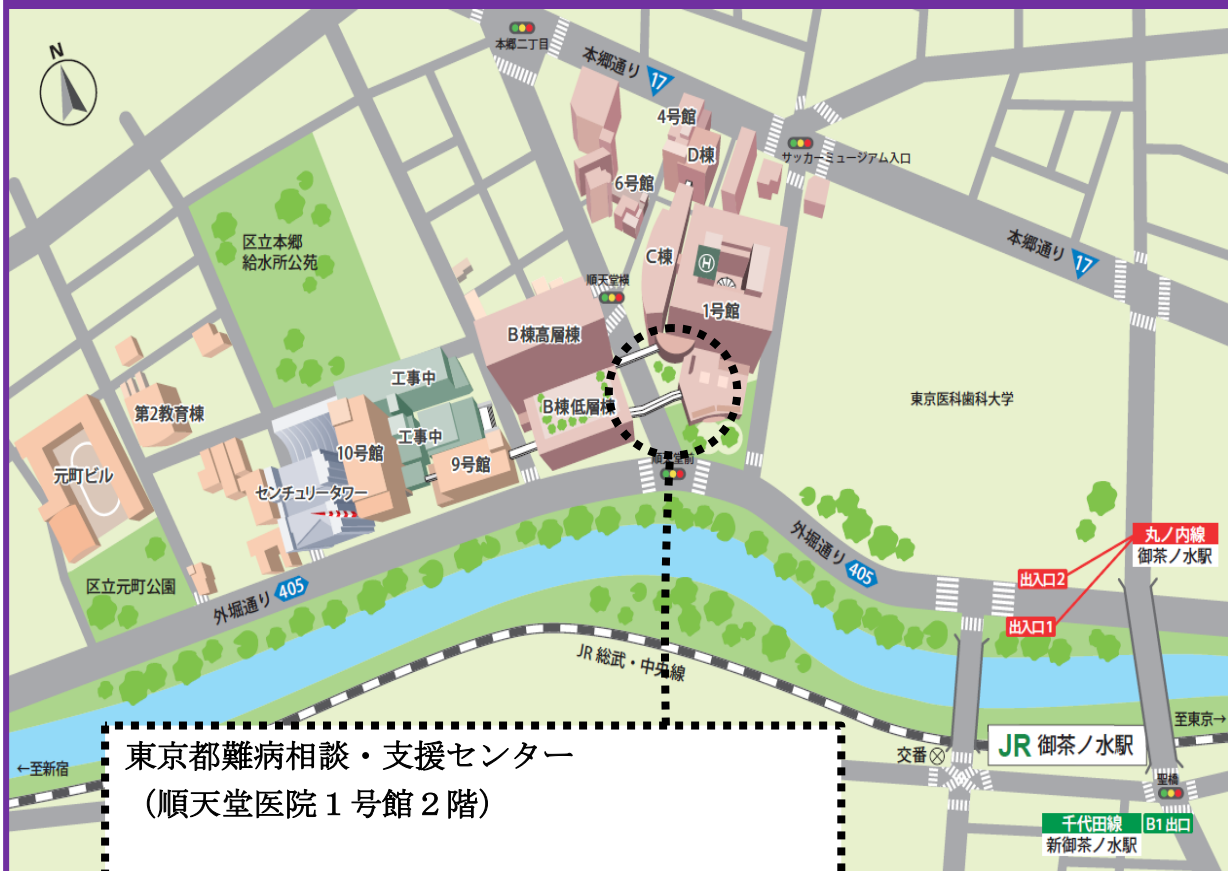 N
本郷二丁目
本郷通り 17
4号館
D棟
サッカーミュージアム入口
6号館
区立本郷
給水所公苑
C棟
H
本郷通り 17
順天堂横
1号館
B棟高層棟
工事中
東京医科歯科大学
第2教育棟
B棟低層棟
工事中
10号館
9号館
元町ビル
順天堂前
センチュリータワー
丸ノ内線
御茶ノ水駅
外堀通り 405
出入口2
区立元町公園
外堀通り 405
出入口1
JR 総武・中央線
至東京→
JR 御茶ノ水駅
交番
←至新宿
聖橋
千代田線 B1出口
新御茶ノ水駅
東京都難病相談・支援センター
（順天堂医院１号館２階）